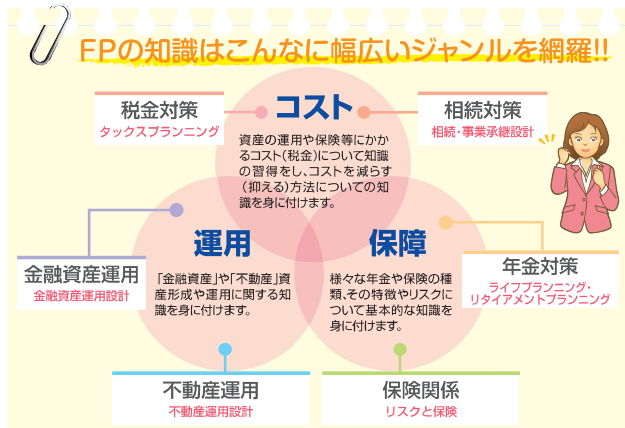 FPの知識はこんなに幅広いジャンルを網羅!!
税金対策
タックスプランニング
コスト
相続対策
相続・事業承継設計
資産の運用や保険等にかか
るコスト(税金)について知識
の習得をし、コストを減らす
(抑える)方法についての知
識を身に付けます。
運用
「金融資産」や「不動産」資
産形成や運用に関する知
識を身に付けます。
保障
様々な年金や保険の種
類、その特徴やリスクに
ついて基本的な知識を
身に付けます。
金融資産運用
金融資産運用設計
年金対策
ライフプランニング・
リタイアメントプランニング
不動産運用
不動産運用設計
保険関係
リスクと保険